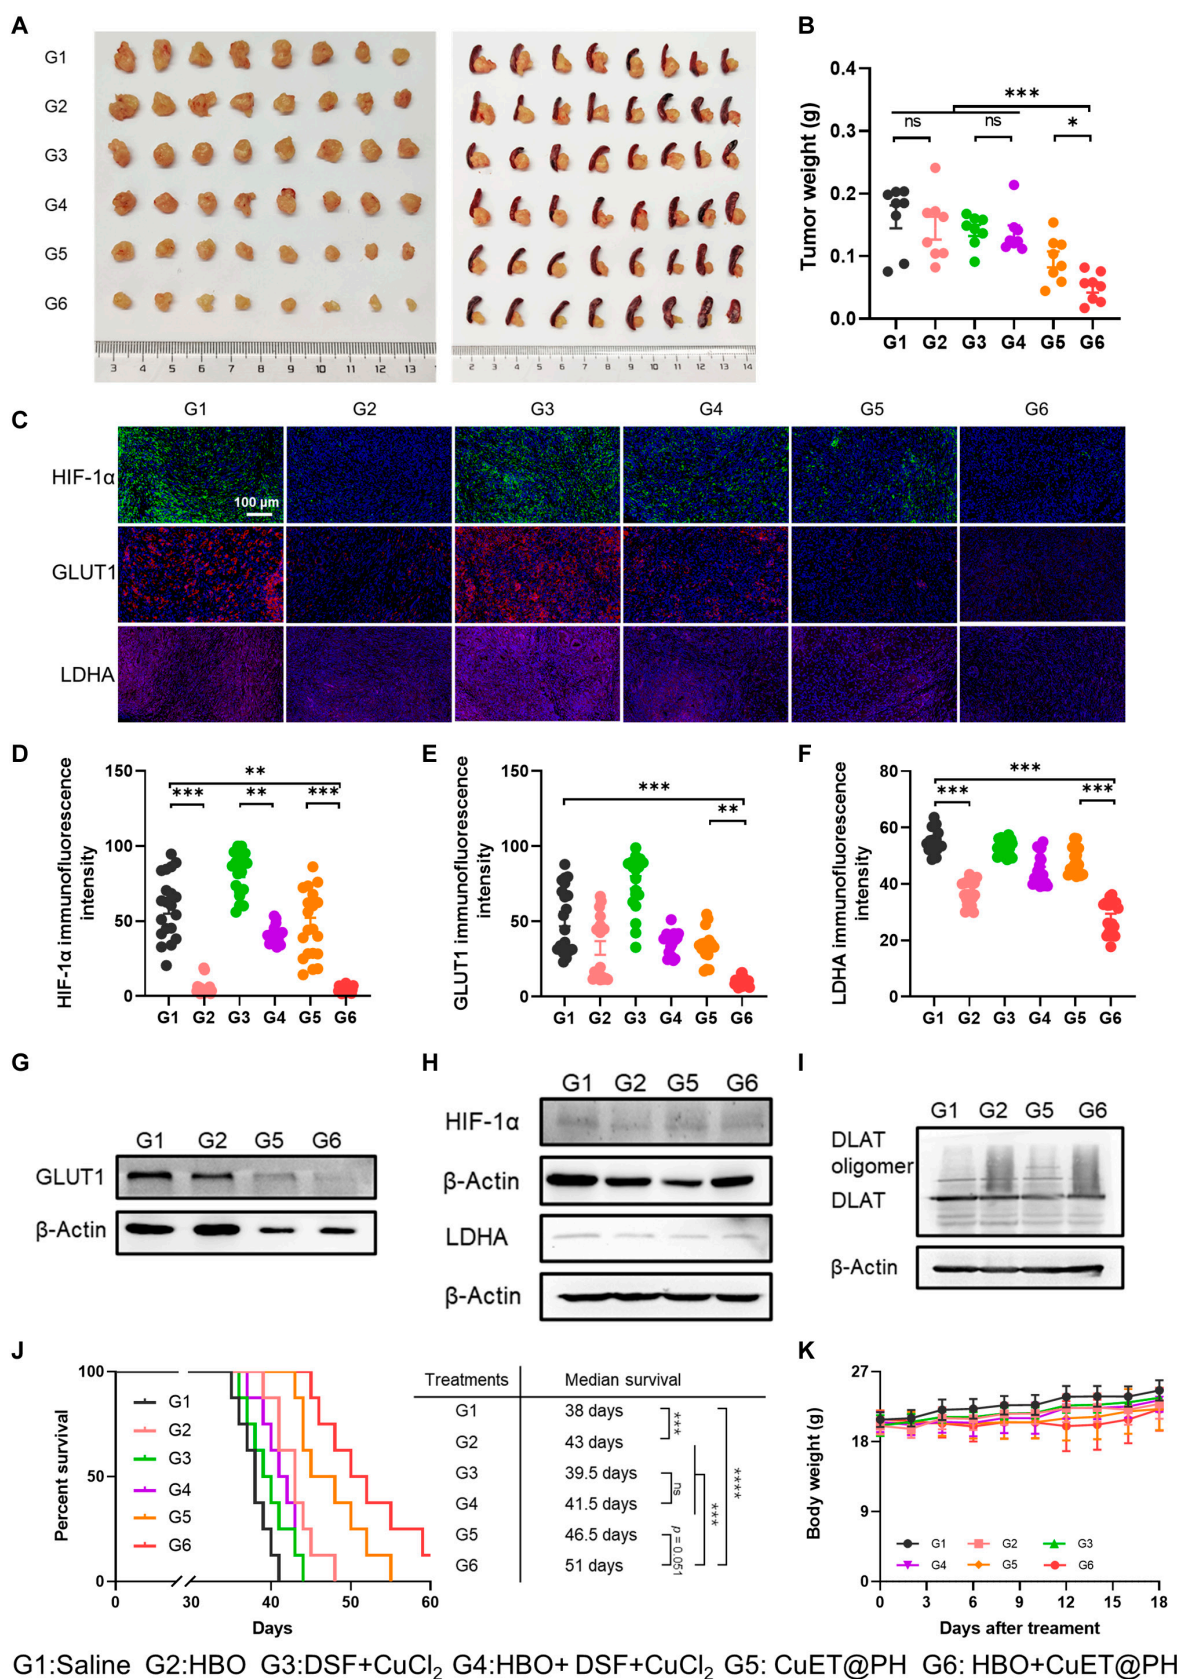 A
G1
G2
G3
G4
G5
G6
3 4 5 6 7 8 9 10 11 12 13
2 3 4 5 6 7 8 9 10 11 12 13 14
B
Tumor weight (g)
0.4
0.3
0.2
0.1
0.0
***
ns ns *
G1 G2 G3 G4 G5 G6
C
G1 G2 G3 G4 G5 G6
HIF-1α
100 μm
GLUT1
LDHA
D
HIF-1α immunofluorescence
intensity
150
100
50
0
**
*** ** ***
G1 G2 G3 G4 G5 G6
E
GLUT1 immunofluorescence
intensity
150
100
50
0
***
**
G1 G2 G3 G4 G5 G6
F
LDHA immunofluorescence
intensity
80
60
40
20
0
***
*** ***
G1 G2 G3 G4 G5 G6
G
G1 G2 G5 G6
GLUT1
β-Actin
H
G1 G2 G5 G6
HIF-1α
β-Actin
LDHA
β-Actin
I
G1 G2 G5 G6
DLAT
oligomer
DLAT
β-Actin
J
Percent survival
100
50
0
G1
G2
G3
G4
G5
G6
0 30 40 50 60
Days
Treatments Median survival
G1 38 days
G2 43 days
G3 39.5 days
G4 41.5 days
G5 46.5 days
G6 51 days
***
ns
p = 0.051
***
****
K
Body weight (g)
27
18
9
0
G1 G2 G3
G4 G5 G6
0 3 6 9 12 15 18
Days after treament
G1:Saline G2:HBO G3:DSF+CuCl₂ G4:HBO+ DSF+CuCl₂ G5: CuET@PH G6: HBO+CuET@PH